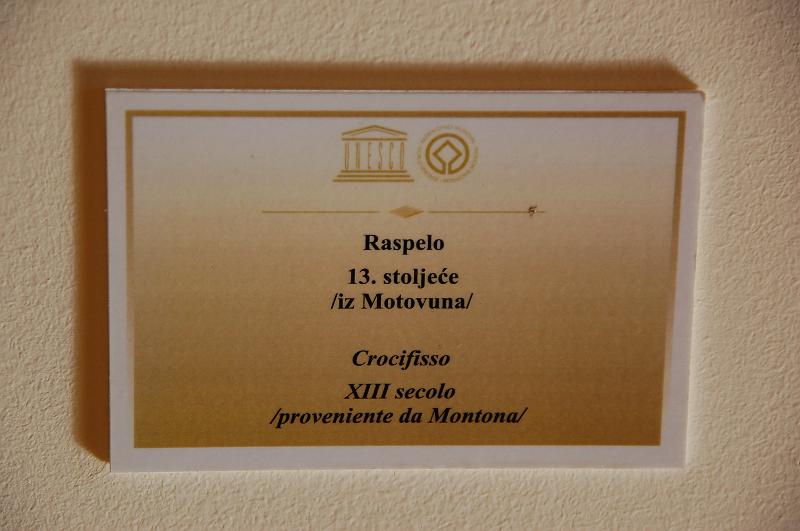 UNESCO
Raspelo
13. stoljeće
/iz Motovuna/
Crocifisso
XIII secolo
/proveniente da Montona/